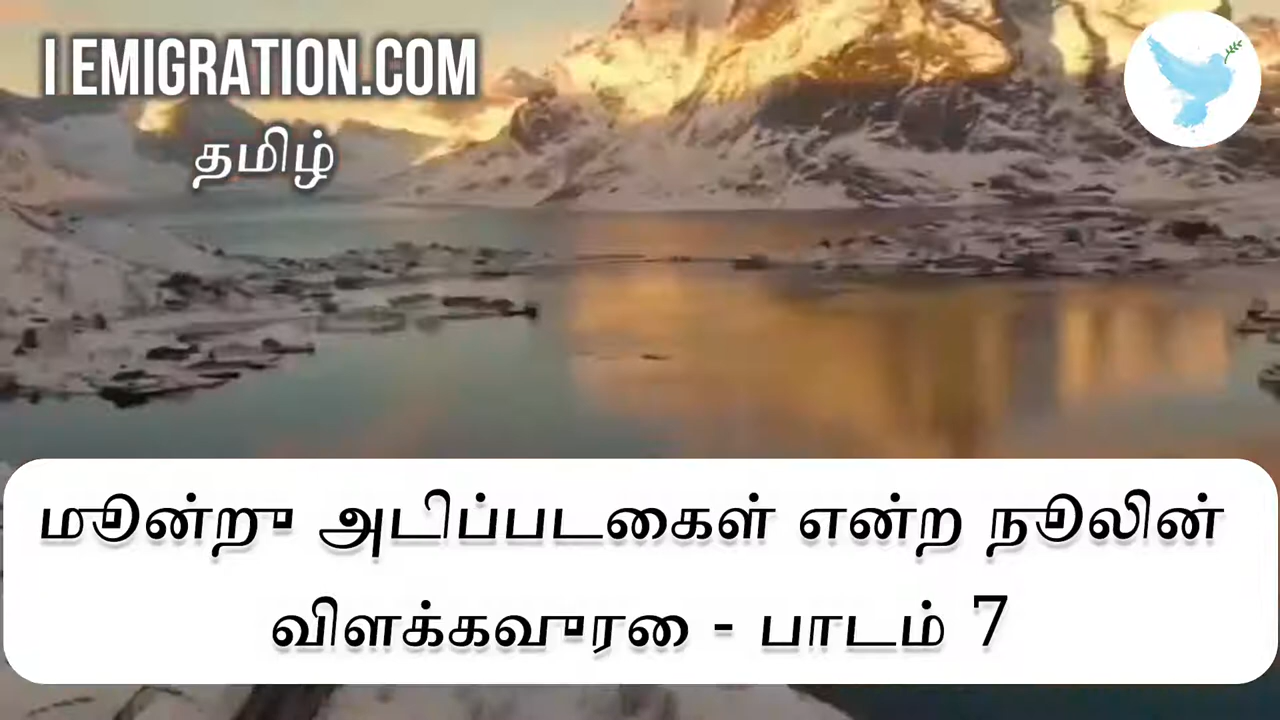 I EMIGRATION.COM
தமிழ்
மூன்று அடிப்படைகள் என்ற நூலின்
விளக்கவுரை - பாடம் 7